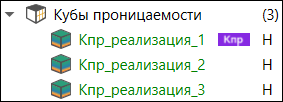 Кубы проницаемости (3)
Кпр_реализация_1 Кпр Н
Кпр_реализация_2 Н
Кпр_реализация_3 Н